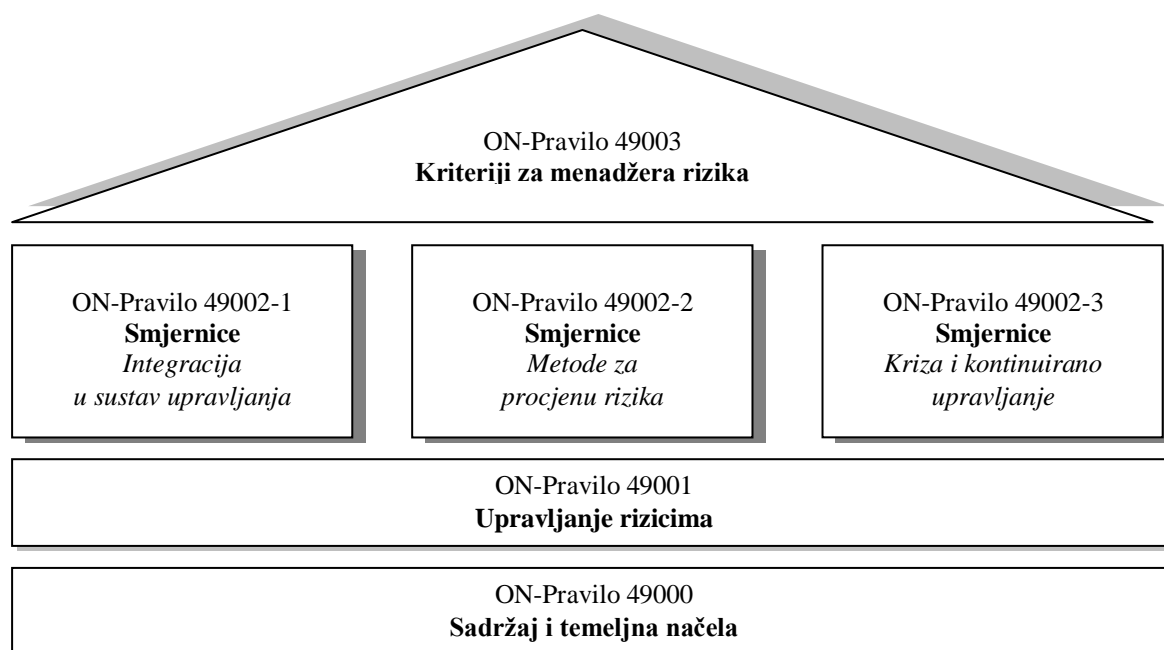 ON-Pravilo 49003
Kriteriji za menadžera rizika
ON-Pravilo 49002-1
Smjernice
Integracija
u sustav upravljanja
ON-Pravilo 49002-2
Smjernice
Metode za
procjenu rizika
ON-Pravilo 49002-3
Smjernice
Kriza i kontinuirano
upravljanje
ON-Pravilo 49001
Upravljanje rizicima
ON-Pravilo 49000
Sadržaj i temeljna načela